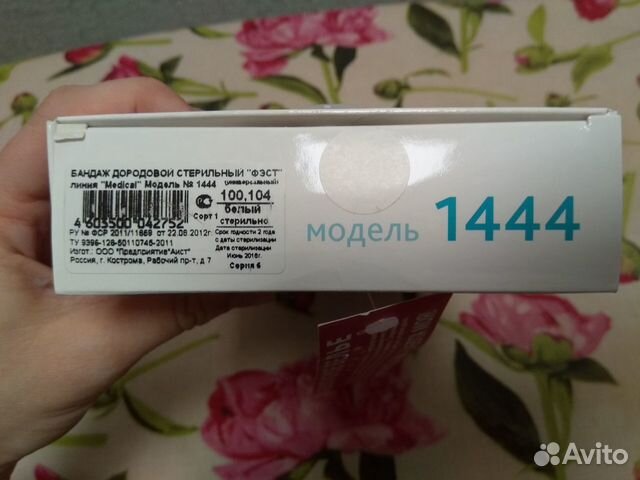 БАНДАЖ ДОРОДОВОЙ СТЕРИЛЬНЫЙ "ФЭСТ"
линия "Medical" Модель № 1444 (универсальный)
100,104
белый
стерильно
Сорт 1
4 603500 042752
РУ № ФСР 2011/11869 от 22.08.2012г.
ТУ 9396-128-50110745-2011
Изгот.: ООО "Предприятие"Аист"
Россия, г. Кострома, Рабочий пр-т, д 7
Срок годности 2 года
с даты стерилизации
Дата стерилизации
Июнь 2016г.
Серия 6
модель 1444
Avito